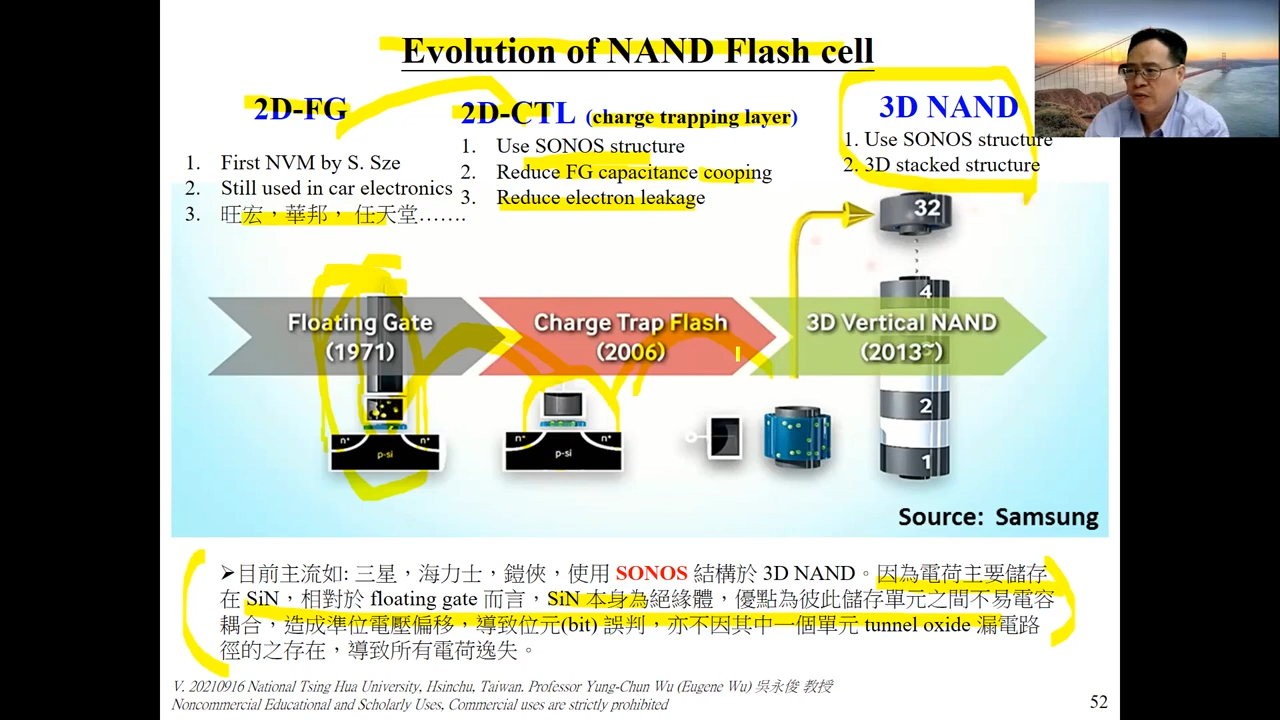 Evolution of NAND Flash cell
2D-FG
1. First NVM by S. Sze
2. Still used in car electronics
3. 旺宏，華邦， 任天堂…….
2D-CTL (charge trapping layer)
1. Use SONOS structure
2. Reduce FG capacitance cooping
3. Reduce electron leakage
3D NAND
1. Use SONOS structure
2. 3D stacked structure
32
4
Floating Gate
(1971)
Charge Trap Flash
(2006)
3D Vertical NAND
(2013~)
2
1
n+ n+
p-si
n+ n+
p-si
Source: Samsung
➢目前主流如: 三星，海力士，鎧俠，使用 SONOS 結構於 3D NAND。因為電荷主要儲存
在 SiN，相對於 floating gate 而言，SiN 本身為絕緣體，優點為彼此儲存單元之間不易電容
耦合，造成準位電壓偏移，導致位元(bit) 誤判，亦不因其中一個單元 tunnel oxide 漏電路
徑的之存在，導致所有電荷逸失。
V. 20210916 National Tsing Hua University, Hsinchu, Taiwan. Professor Yung-Chun Wu (Eugene Wu) 吳永俊 教授
Noncommercial Educational and Scholarly Uses, Commercial uses are strictly prohibited
52